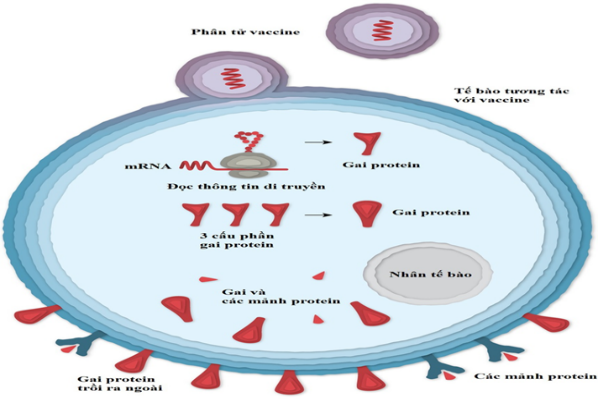 Phân tử vaccine
Tế bào tương tác
với vaccine
mRNA
Gai protein
Đọc thông tin di truyền
3 cấu phần
gai protein
Gai protein
Nhân tế bào
Gai và
các mảnh protein
Gai protein
trồi ra ngoài
Các mảnh protein